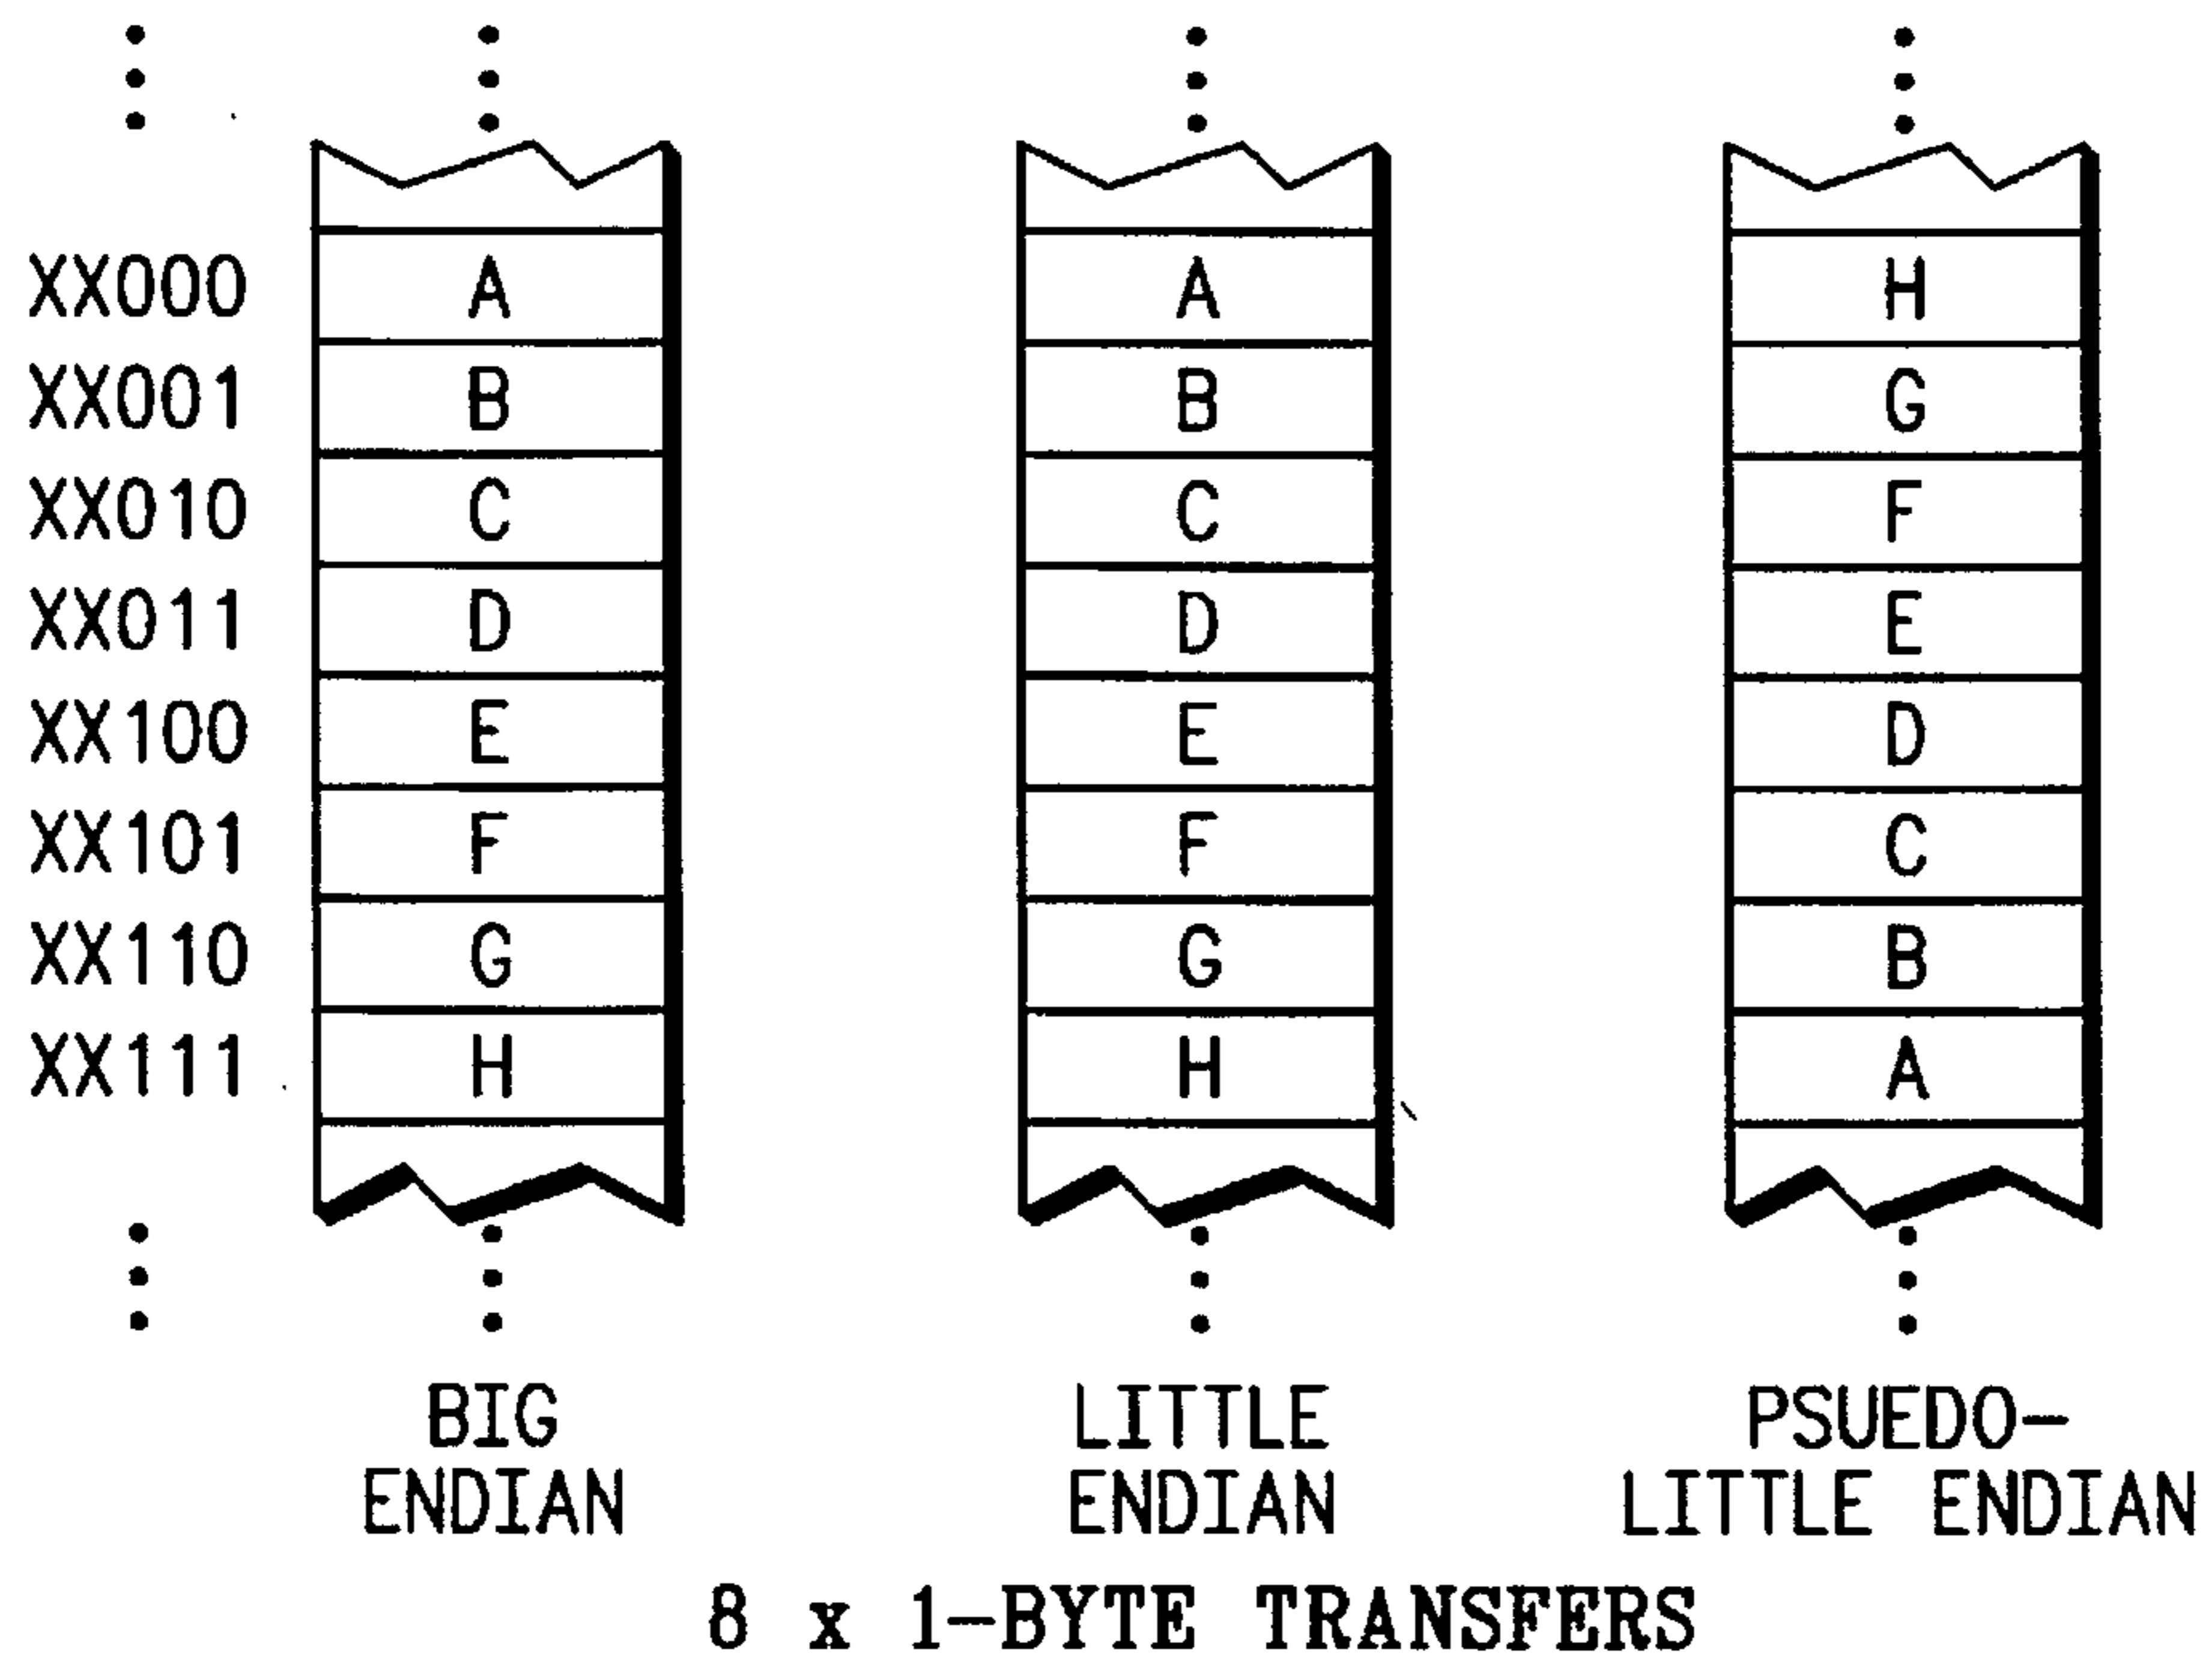 XX000 A A H
XX001 B B G
XX010 C C F
XX011 D D E
XX100 E E D
XX101 F F C
XX110 G G B
XX111 H H A
BIG ENDIAN
LITTLE ENDIAN
PSUEDO-
LITTLE ENDIAN
8 x 1-BYTE TRANSFERS